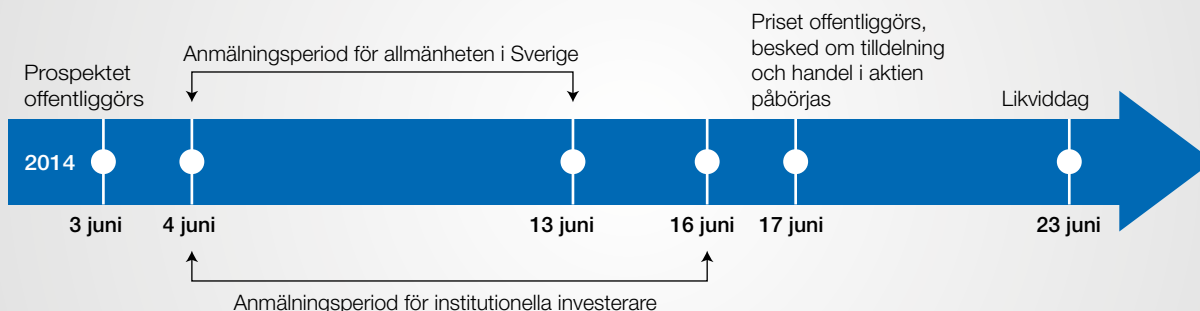 Prospektet
offentliggörs
Anmälningsperiod för allmänheten i Sverige
Priset offentliggörs,
besked om tilldelning
och handel i aktien
påbörjas
Likviddag
2014
3 juni
4 juni
13 juni
16 juni
17 juni
23 juni
Anmälningsperiod för institutionella investerare